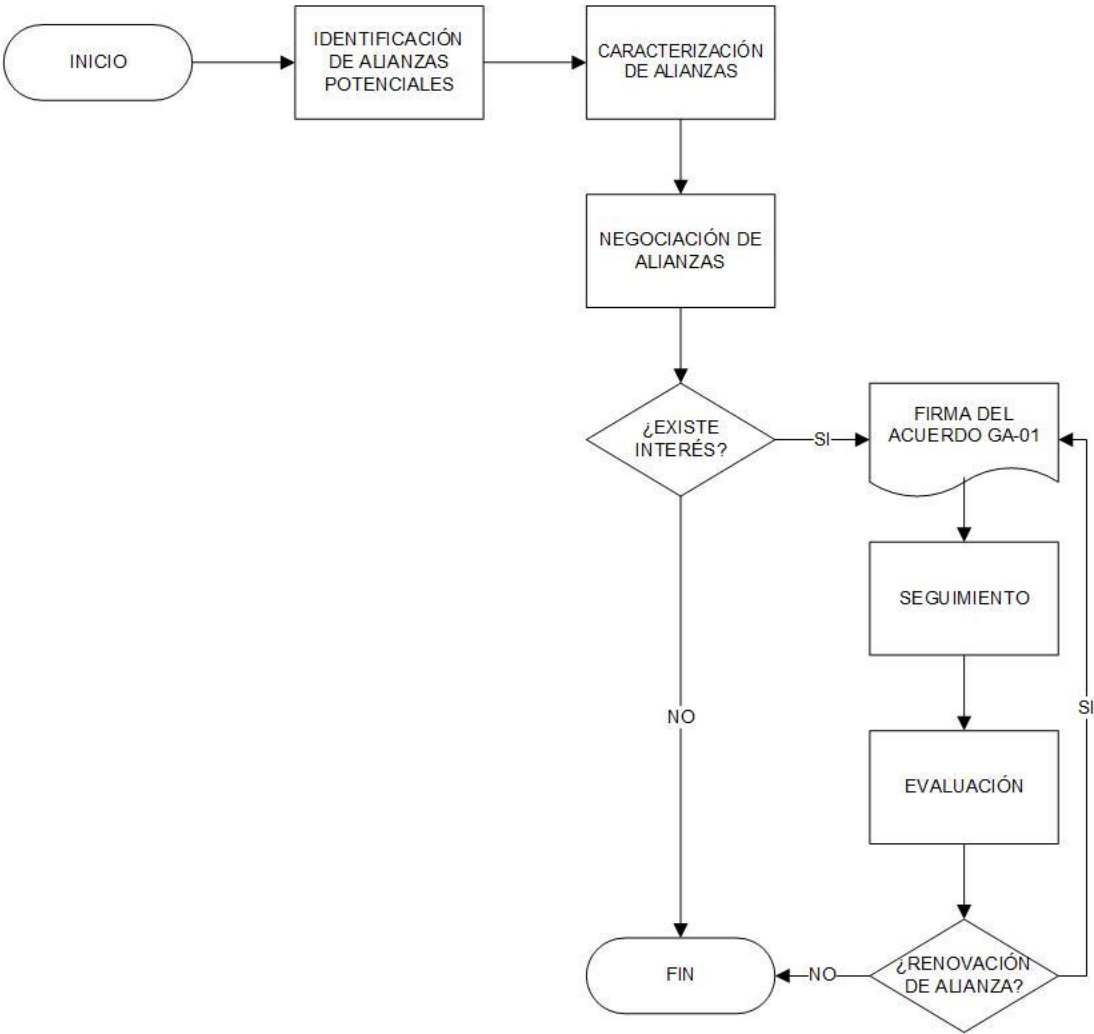 INICIO
IDENTIFICACIÓN
DE ALIANZAS
POTENCIALES
CARACTERIZACIÓN
DE ALIANZAS
NEGOCIACIÓN DE
ALIANZAS
¿EXISTE
INTERÉS?
SI
FIRMA DEL
ACUERDO GA-01
SEGUIMIENTO
NO
SI
EVALUACIÓN
FIN
NO
¿RENOVACIÓN
DE ALIANZA?